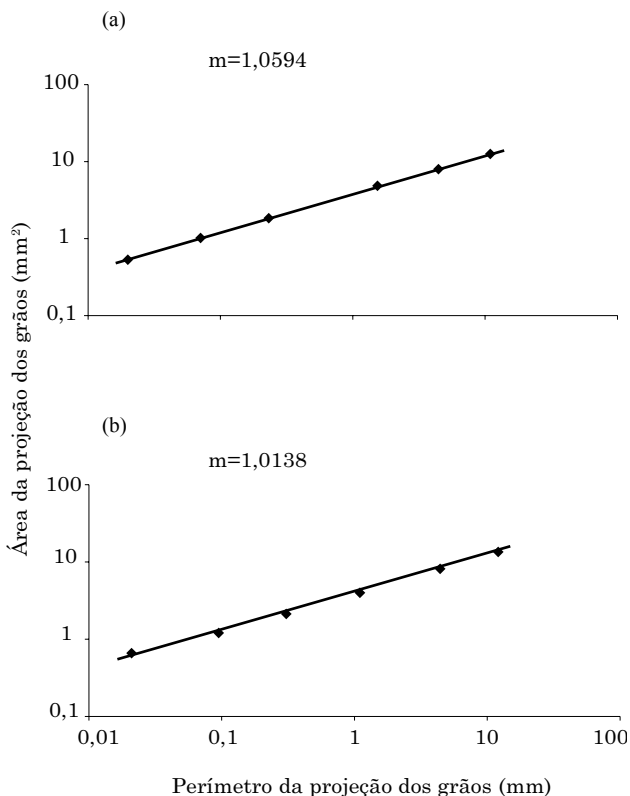 (a)
m=1,0594
100
10
1
0,1
Área da projeção dos grãos (mm²)
(b)
m=1,0138
100
10
1
0,1
0,01 0,1 1 10 100
Perímetro da projeção dos grãos (mm)